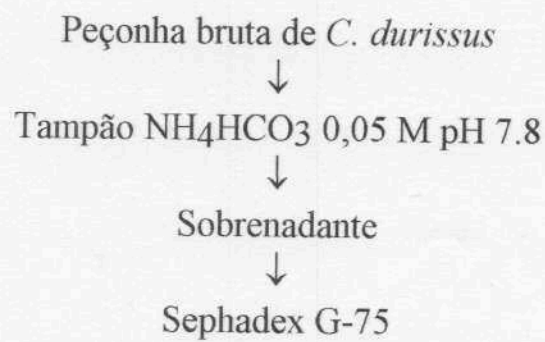 Peçonha bruta de C. durissus
↓
Tampão NH4HCO3 0,05 M pH 7.8
↓
Sobrenadante
↓
Sephadex G-75